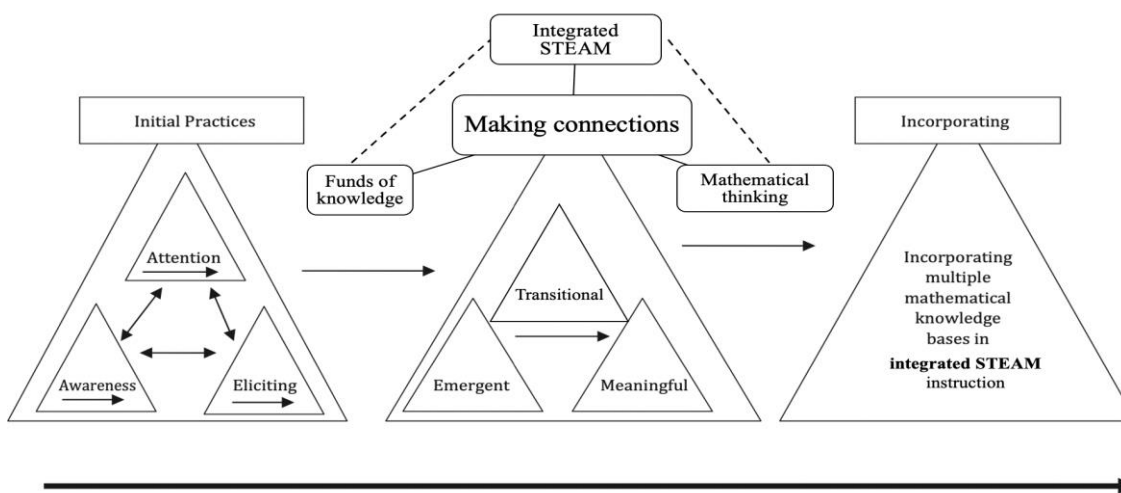 Integrated
STEAM
Initial Practices
Making connections
Incorporating
Funds of
knowledge
Mathematical
thinking
Attention
Awareness
Eliciting
Transitional
Emergent
Meaningful
Incorporating
multiple
mathematical
knowledge
bases in
integrated STEAM
instruction